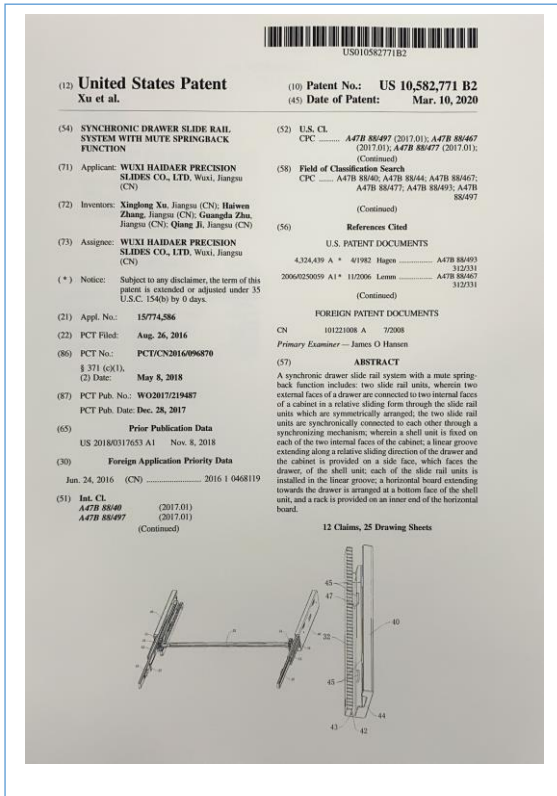 US010582771B2
(12) United States Patent
Xu et al.
(10) Patent No.: US 10,582,771 B2
(45) Date of Patent: Mar. 10, 2020
(54) SYNCHRONIC DRAWER SLIDE RAIL
SYSTEM WITH MUTE SPRINGBACK
FUNCTION
(71) Applicant: WUXI HAIDAER PRECISION
SLIDES CO., LTD, Wuxi, Jiangsu
(CN)
(72) Inventors: Xinglong Xu, Jiangsu (CN); Haiwen
Zhang, Jiangsu (CN); Guangda Zhu,
Jiangsu (CN); Qiang Ji, Jiangsu (CN)
(73) Assignee: WUXI HAIDAER PRECISION
SLIDES CO., LTD, Wuxi, Jiangsu
(CN)
( * ) Notice: Subject to any disclaimer, the term of this
patent is extended or adjusted under 35
U.S.C. 154(b) by 0 days.
(21) Appl. No.: 15/774,586
(22) PCT Filed: Aug. 26, 2016
(86) PCT No.: PCT/CN2016/096870
§ 371 (c)(1),
(2) Date: May 8, 2018
(87) PCT Pub. No.: WO2017/219487
PCT Pub. Date: Dec. 28, 2017
(65) Prior Publication Data
US 2018/0317653 A1 Nov. 8, 2018
(30) Foreign Application Priority Data
Jun. 24, 2016 (CN) ........................ 2016 1 0468119
(51) Int. Cl.
A47B 88/40 (2017.01)
A47B 88/497 (2017.01)
(Continued)
(52) U.S. Cl.
CPC .......... A47B 88/497 (2017.01); A47B 88/467
(2017.01); A47B 88/477 (2017.01);
(Continued)
(58) Field of Classification Search
CPC ...... A47B 88/40; A47B 88/44; A47B 88/467;
A47B 88/477; A47B 88/493; A47B
88/497
(Continued)
(56) References Cited
U.S. PATENT DOCUMENTS
4,324,439 A * 4/1982 Hagen .................. A47B 88/493
312/331
2006/0250059 A1* 11/2006 Lemm .................. A47B 88/467
312/331
(Continued)
FOREIGN PATENT DOCUMENTS
CN 101221008 A 7/2008
Primary Examiner — James O Hansen
(57) ABSTRACT
A synchronic drawer slide rail system with a mute spring-
back function includes: two slide rail units, wherein two
external faces of a drawer are connected to two internal faces
of a cabinet in a relative sliding form through the slide rail
units which are symmetrically arranged; the two slide rail
units are synchronically connected to each other through a
synchronizing mechanism; wherein a shell unit is fixed on
each of the two internal faces of the cabinet; a linear groove
extending along a relative sliding direction of the drawer and
the cabinet is provided on a side face, which faces the
drawer, of the shell unit; each of the slide rail units is
installed in the linear groove; a horizontal board extending
towards the drawer is arranged at a bottom face of the shell
unit, and a rack is provided on an inner end of the horizontal
board.
12 Claims, 25 Drawing Sheets
45
47
40
32
45
44
43
42